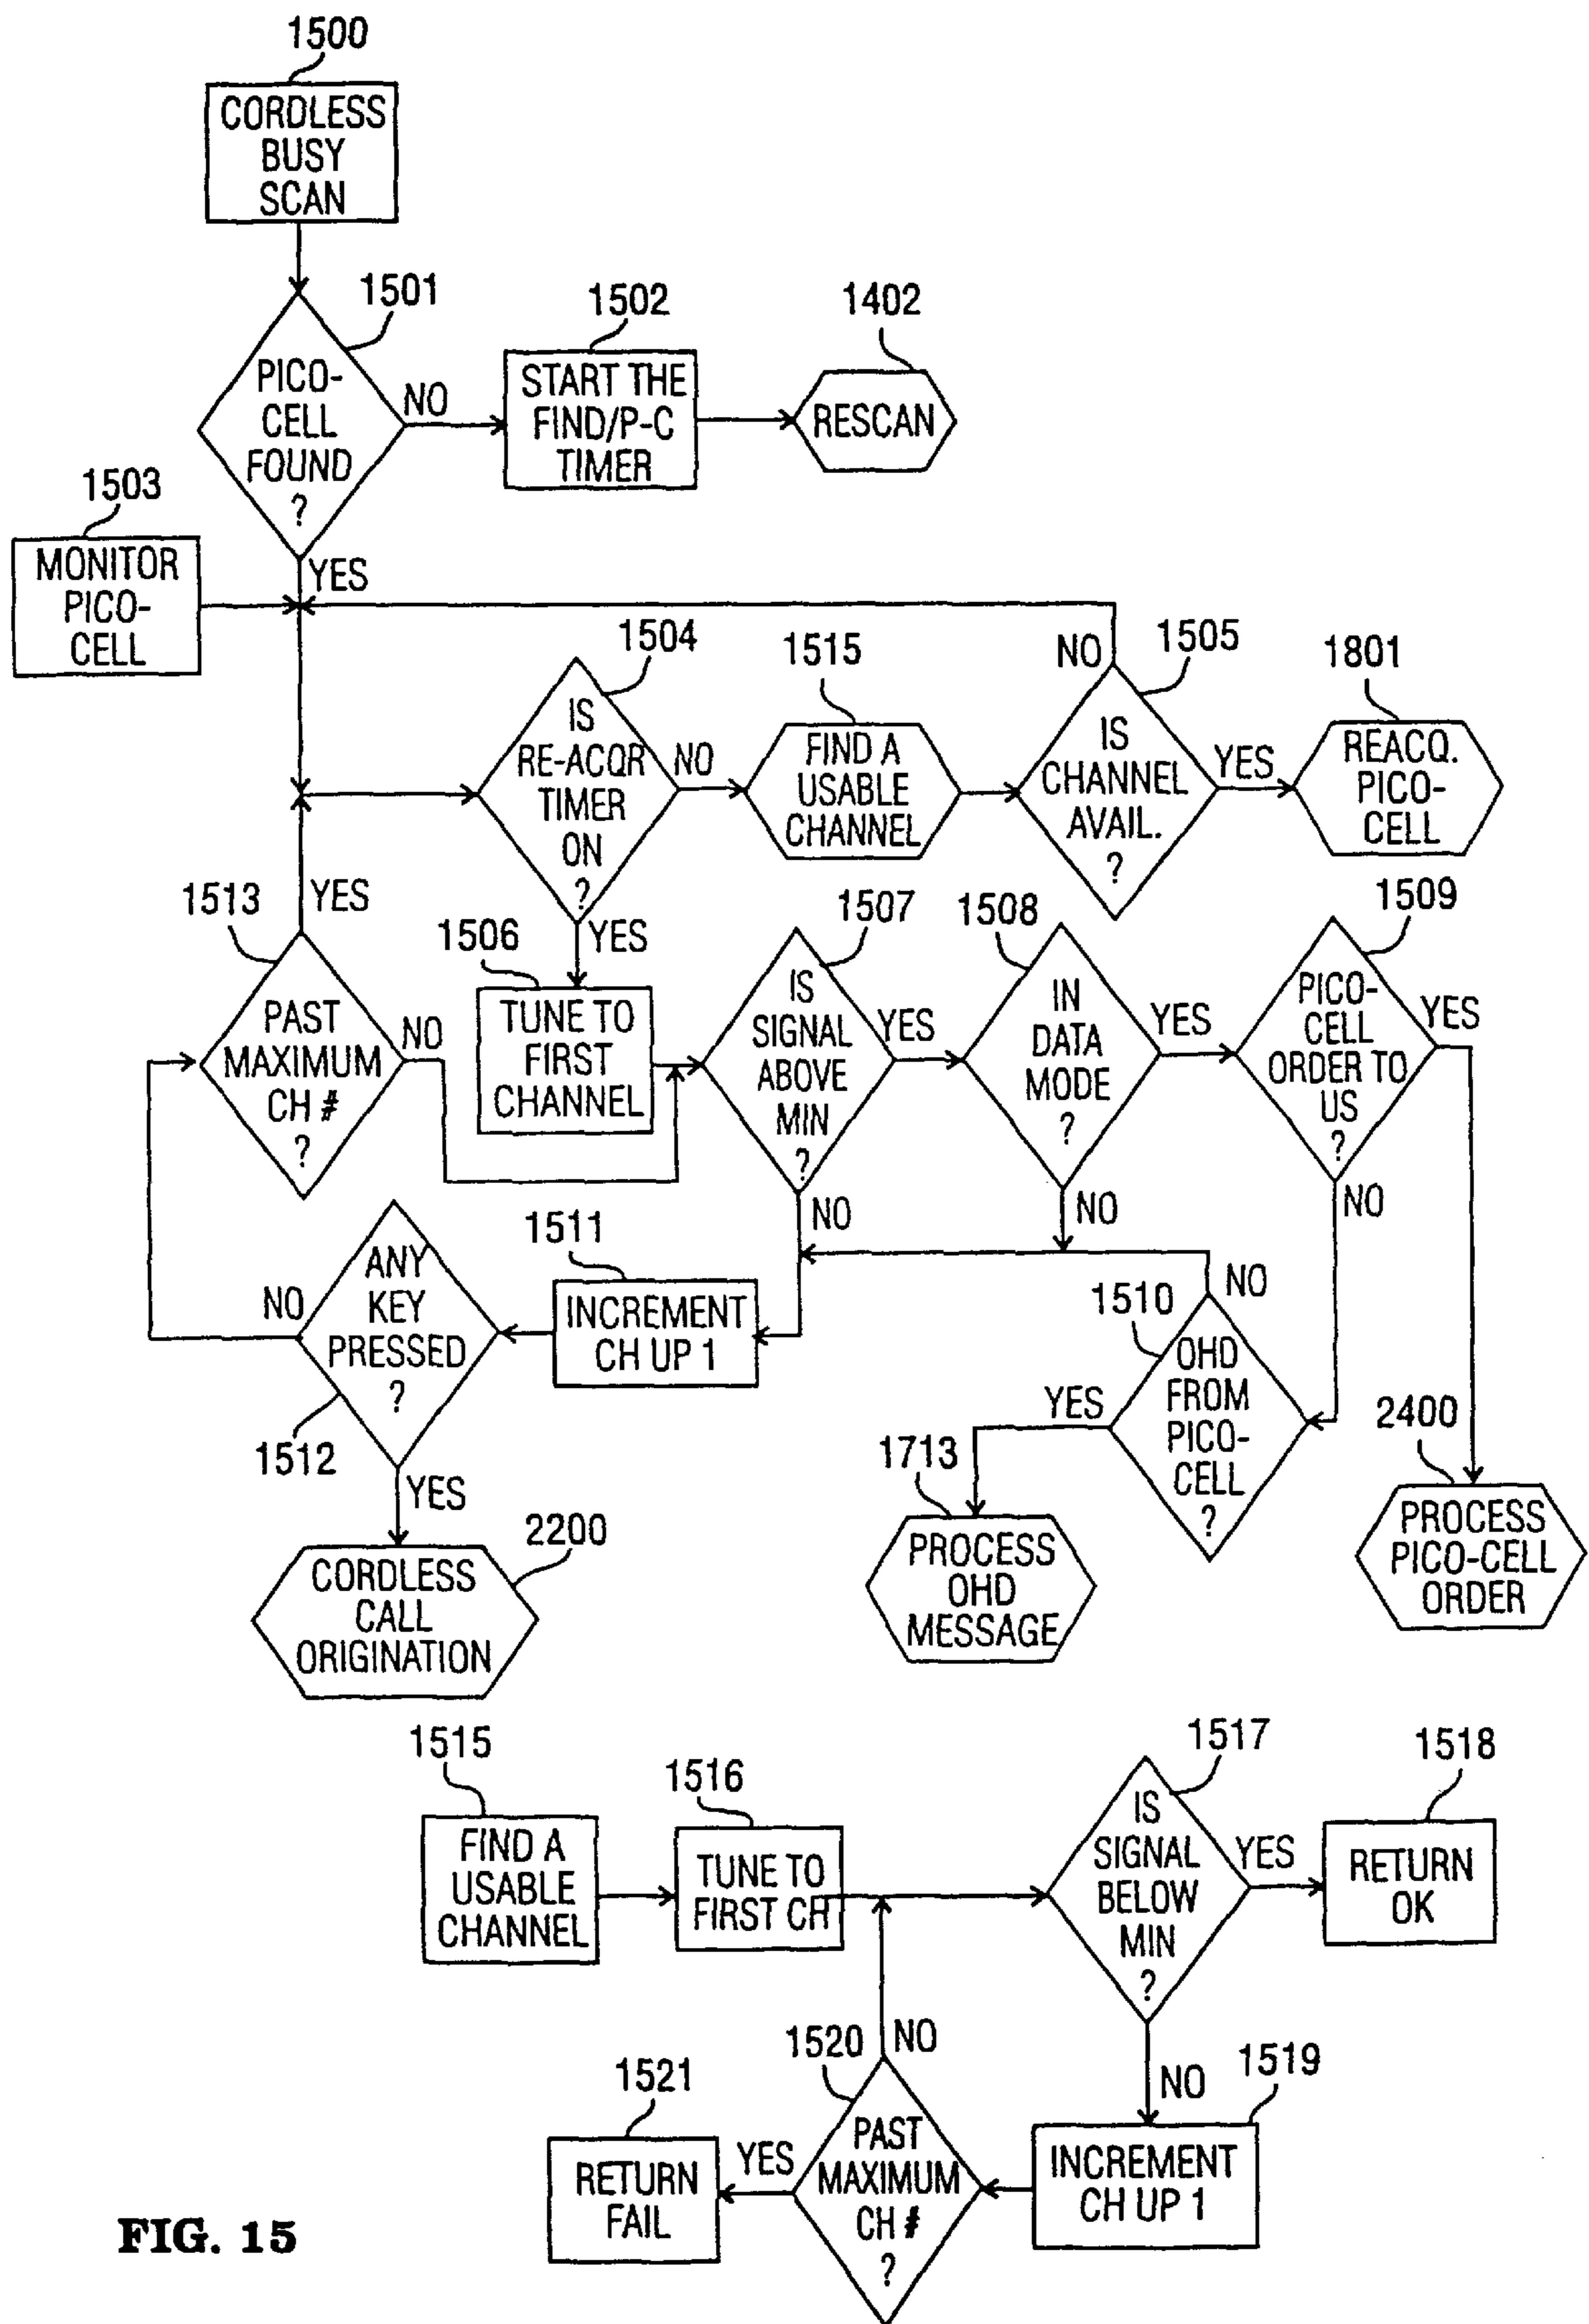 1500
CORDLESS
BUSY
SCAN
1501
PICO-
CELL
FOUND
?
NO
YES
1502
START THE
FIND/P-C
TIMER
1402
RESCAN
1503
MONITOR
PICO-
CELL
1504
IS
RE-ACQR
TIMER
ON
?
NO
YES
1515
FIND A
USABLE
CHANNEL
1505
NO
IS
CHANNEL
AVAIL.
?
YES
1801
REACQ.
PICO-
CELL
1513
YES
PAST
MAXIMUM
CH #
?
NO
1506
TUNE TO
FIRST
CHANNEL
1507
IS
SIGNAL
ABOVE
MIN
?
YES
NO
1508
IN
DATA
MODE
?
YES
NO
1509
PICO-
CELL
ORDER TO
US
?
YES
NO
1511
INCREMENT
CH UP 1
ANY
KEY
PRESSED
?
NO
1512
YES
2200
CORDLESS
CALL
ORIGINATION
1510
NO
OHD
FROM
PICO-
CELL
?
YES
1713
PROCESS
OHD
MESSAGE
2400
PROCESS
PICO-CELL
ORDER
1515
FIND A
USABLE
CHANNEL
1516
TUNE TO
FIRST CH
1517
IS
SIGNAL
BELOW
MIN
?
YES
NO
1518
RETURN
OK
1519
INCREMENT
CH UP 1
1520
NO
PAST
MAXIMUM
CH #
?
YES
1521
RETURN
FAIL
FIG. 15